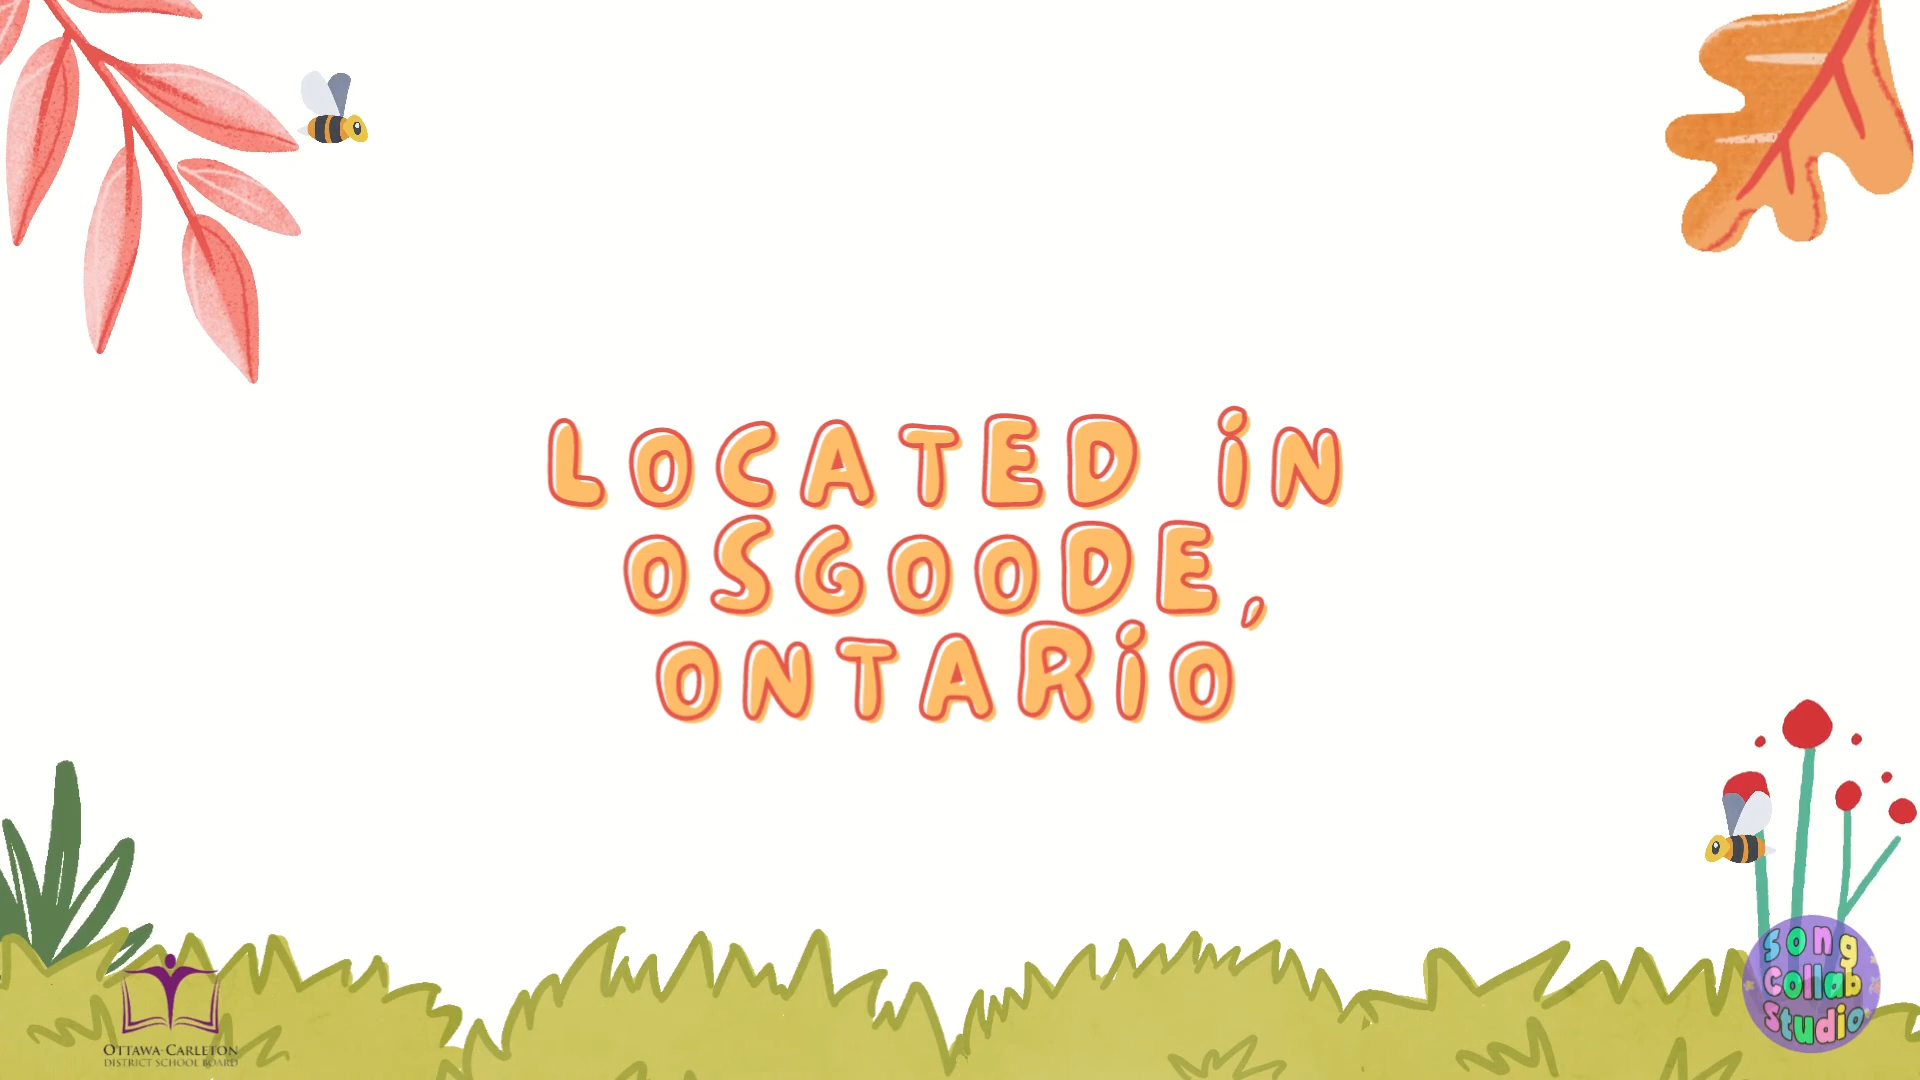 LOCATED IN
OSGOODE,
ONTARIO
OTTAWA-CARLETON
DISTRICT SCHOOL BOARD
Song
Collab
Studio